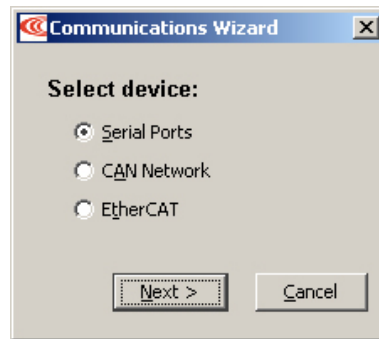 Communications Wizard
Select device:
Serial Ports
CAN Network
EtherCAT
Next > Cancel